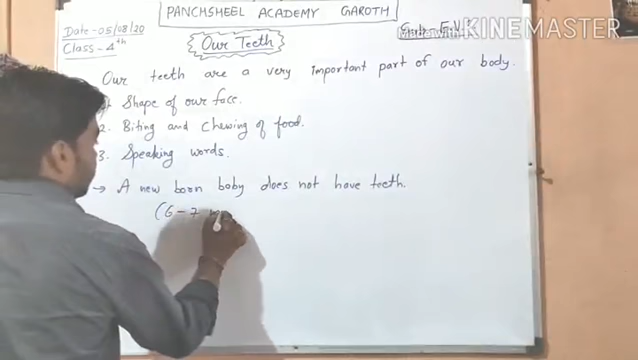 PANCHSHEEL ACADEMY GAROTH
Date-05/08/20
Class-4th
Our Teeth
Made with KINEMASTER
Our teeth are a very important part of our body.
Shape of our face.
2. Biting and chewing of food.
3. Speaking words.
→ A new born baby does not have teeth.
(6-7